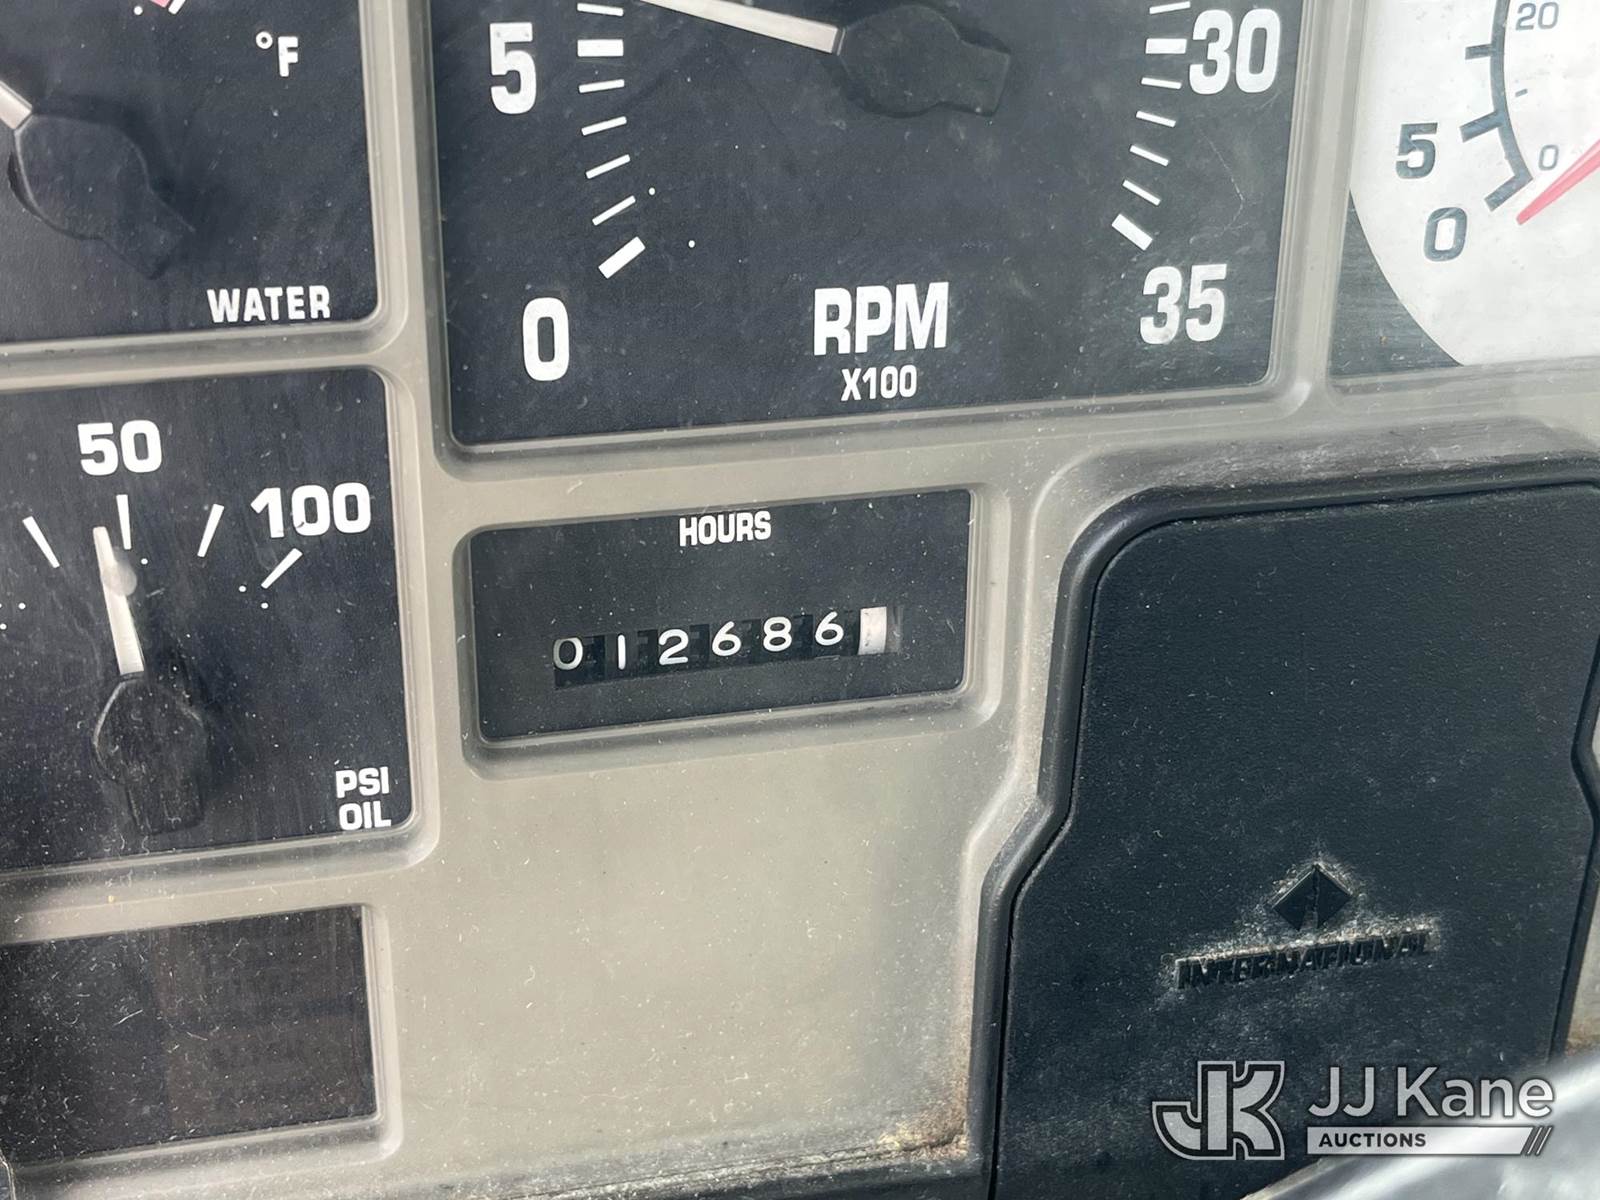 °F
WATER
5
30
0
35
RPM
X100
20
5
0
0
50
100
PSI
OIL
HOURS
012686
INTERNATIONAL
JK JJ Kane
AUCTIONS